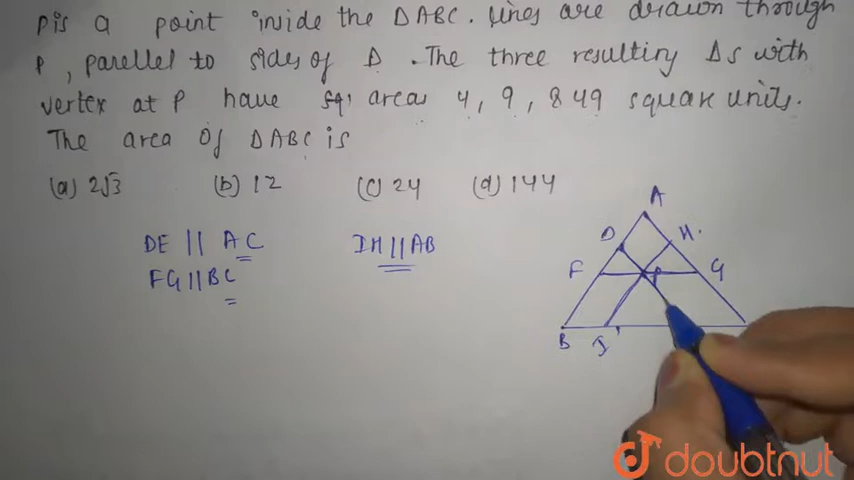 Pis a point inside the ΔABC. lines are drawn through
P, parellel to sides of Δ. The three resulting Δs with
vertex at P have sq. areas 4, 9, & 49 square units.
The area of ΔABC is
(a) 2√3 (b) 12 (c) 24 (d) 144
DE || AC IH || AB
FG || BC
A
D H
F P G
B I
doubtnut